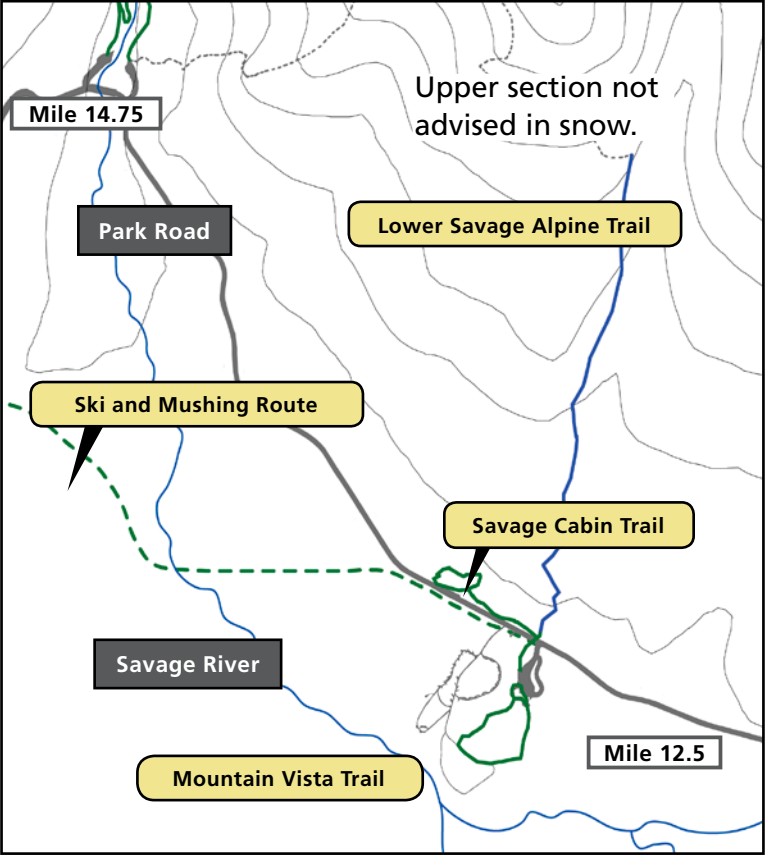 Upper section not
advised in snow.
Mile 14.75
Park Road
Lower Savage Alpine Trail
Ski and Mushing Route
Savage Cabin Trail
Savage River
Mile 12.5
Mountain Vista Trail